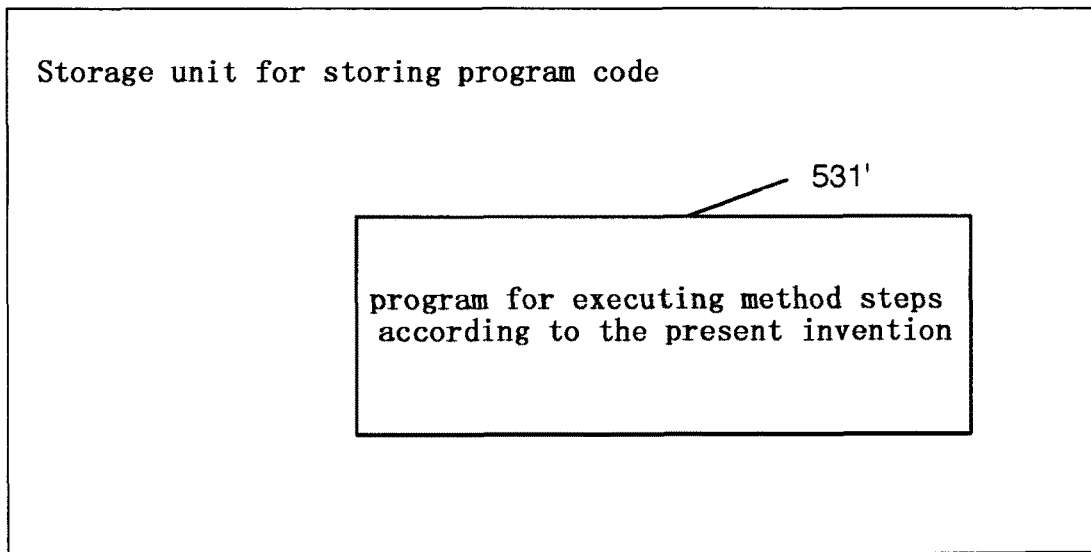 Storage unit for storing program code
531'
program for executing method steps
according to the present invention